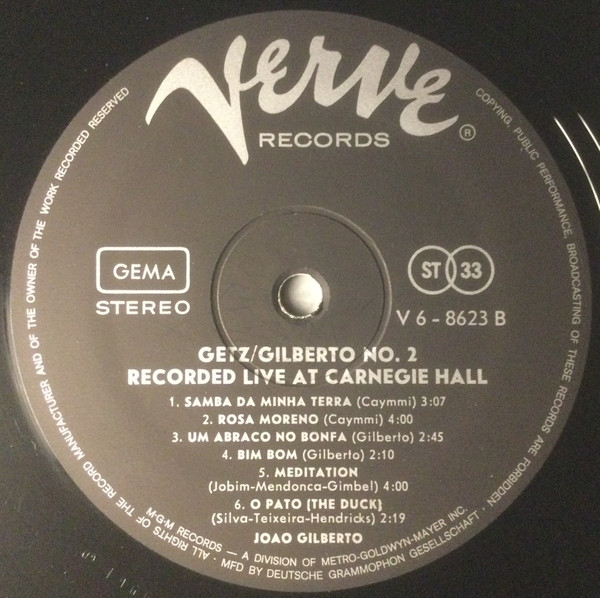 Verve
RECORDS ®
GEMA
STEREO
ST 33
V 6 - 8623 B
GETZ/GILBERTO NO. 2
RECORDED LIVE AT CARNEGIE HALL
1. SAMBA DA MINHA TERRA (Caymmi) 3:07
2. ROSA MORENO (Caymmi) 4:00
3. UM ABRACO NO BONFA (Gilberto) 2:45
4. BIM BOM (Gilberto) 2:10
5. MEDITATION
(Jobim-Mendonca-Gimbel) 4:00
6. O PATO (THE DUCK)
(Silva-Teixeira-Hendricks) 2:19
JOAO GILBERTO
M-G-M RECORDS — A DIVISION OF METRO-GOLDWYN-MAYER INC.
ALL RIGHTS OF THE RECORD MANUFACTURER AND OF THE OWNER OF THE WORK RECORDED RESERVED
COPYING, PUBLIC PERFORMANCE, BROADCASTING OF THESE RECORDS ARE FORBIDDEN
· MFD BY DEUTSCHE GRAMMOPHON GESELLSCHAFT ·